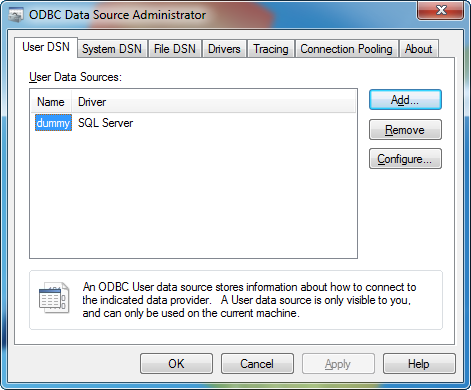 ODBC Data Source Administrator
User DSN System DSN File DSN Drivers Tracing Connection Pooling About
User Data Sources:
Name Driver
dummy SQL Server
Add...
Remove
Configure...
An ODBC User data source stores information about how to connect to
the indicated data provider. A User data source is only visible to you,
and can only be used on the current machine.
OK Cancel Apply Help